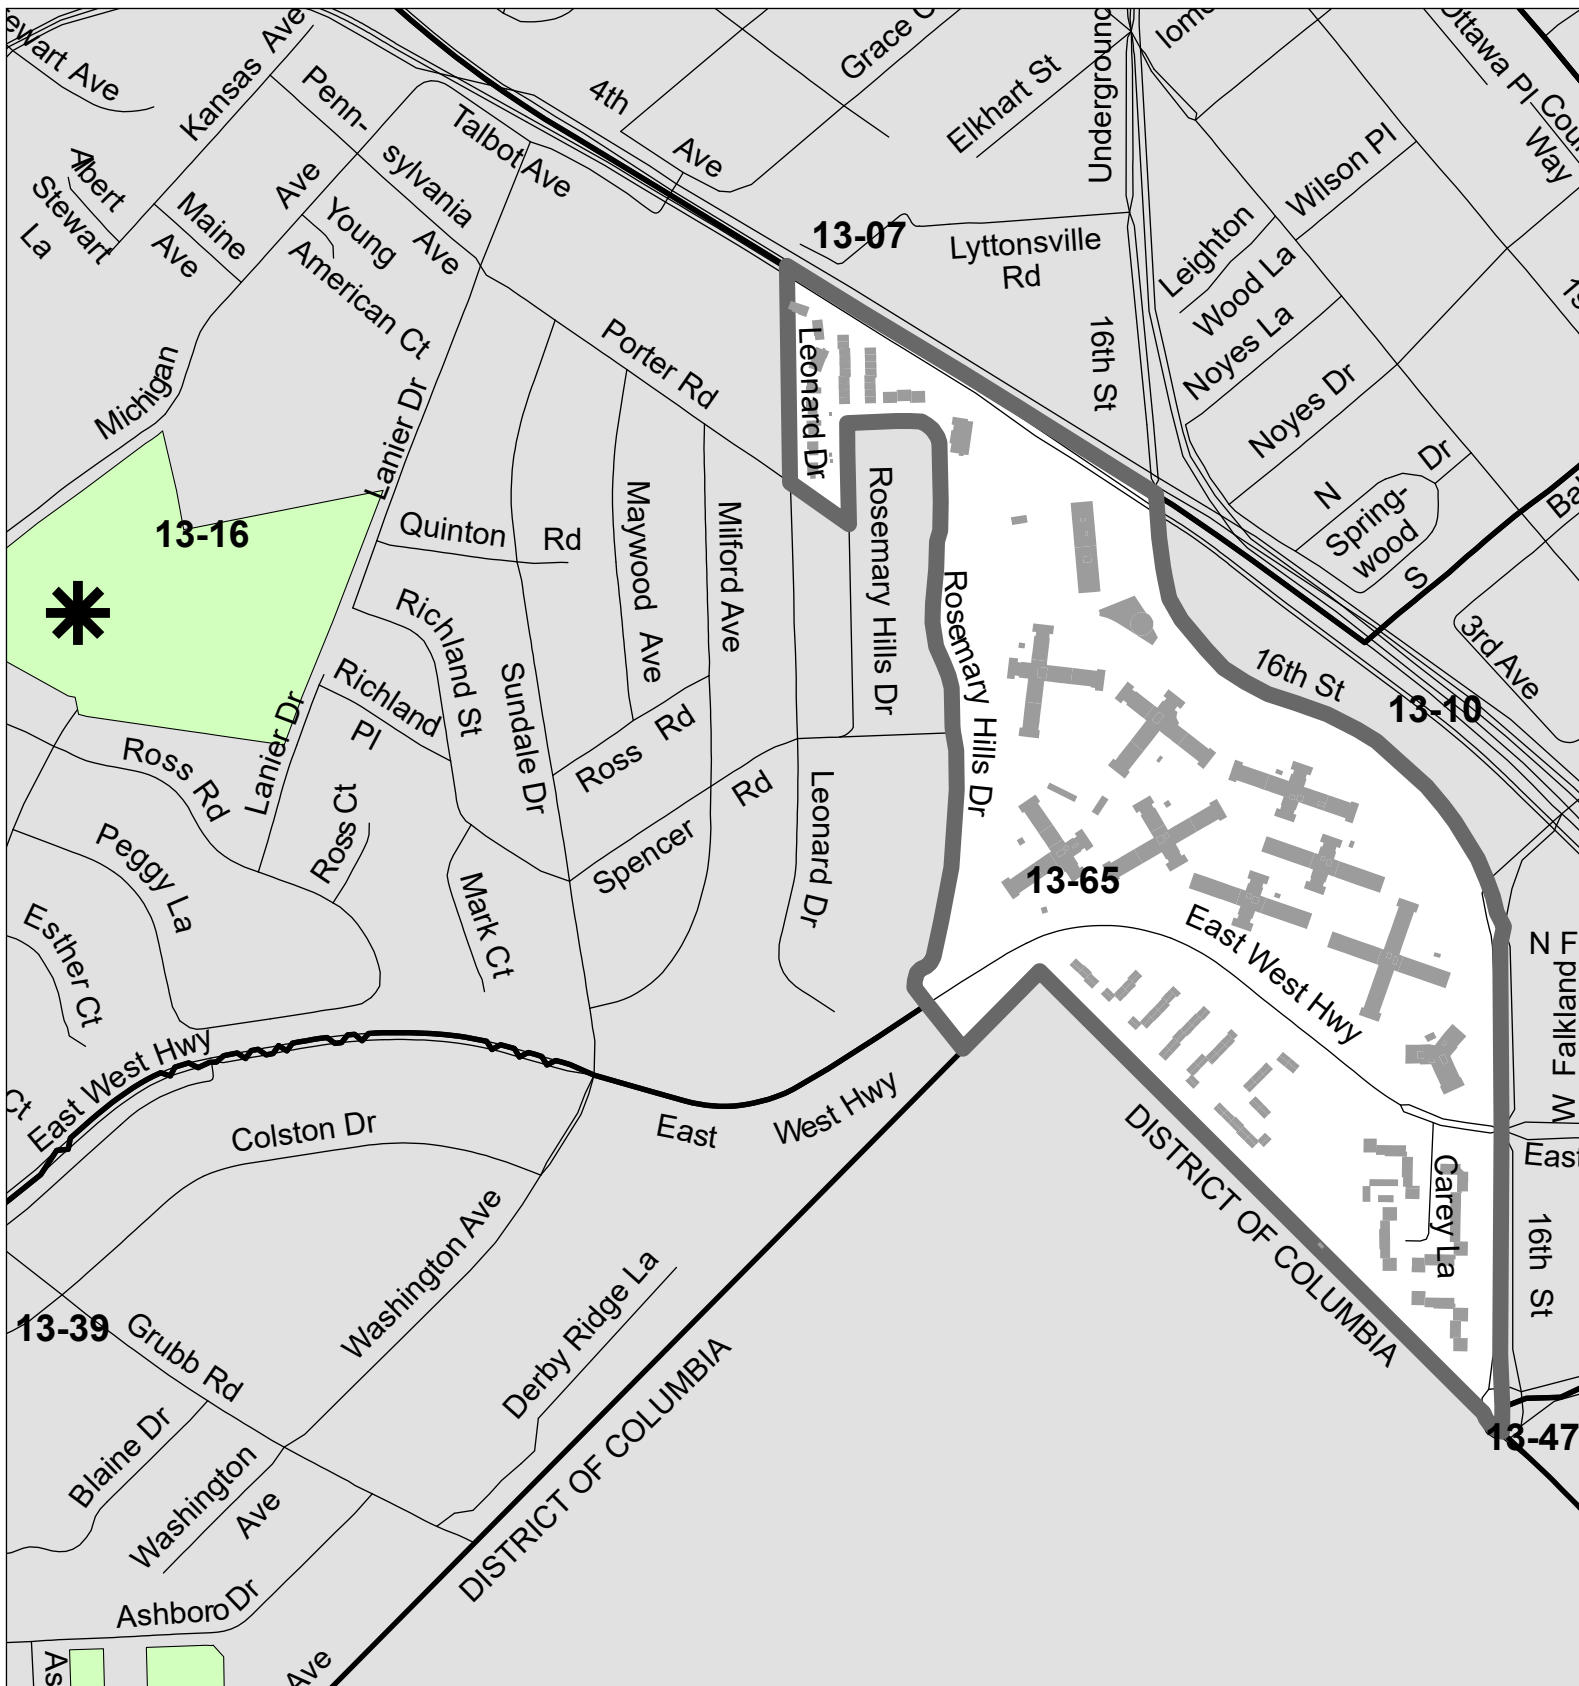 ewart Ave
Kansas Ave
Penn-
sylvania
Ave
4th
Ave
Grace C
Elkhart St
Underground
Ottawa Pl
Way
Talbot Ave
Albert
Stewart
La
Maine
Ave
Ave
Young
American Ct
Michigan
Wilson Pl
13-07
Lyttonsville
Rd
Leighton
Wood La
Noyes La
Noyes Dr
16th St
Porter Rd
Leonard Dr
Lanier Dr
13-16
Quinton Rd
Maywood Ave
Milford Ave
Rosemary Hills Dr
Rosemary Hills Dr
N
Spring-
wood
Dr
S
3rd Ave
16th St
13-10
Richland St
Richland
Pl
Sundale Dr
Lanier Dr
Ross Rd
Ross Rd
Ross Ct
Spencer Rd
Leonard Dr
Peggy La
Mark Ct
Esther Ct
13-65
East West Hwy
N F
W Falkland
East West Hwy
Ct
Colston Dr
East West Hwy
DISTRICT OF COLUMBIA
Carey La
East
16th St
Washington Ave
Derby Ridge La
13-39
Grubb Rd
DISTRICT OF COLUMBIA
13-47
Blaine Dr
Washington
Ave
Ashboro Dr
As
Ave